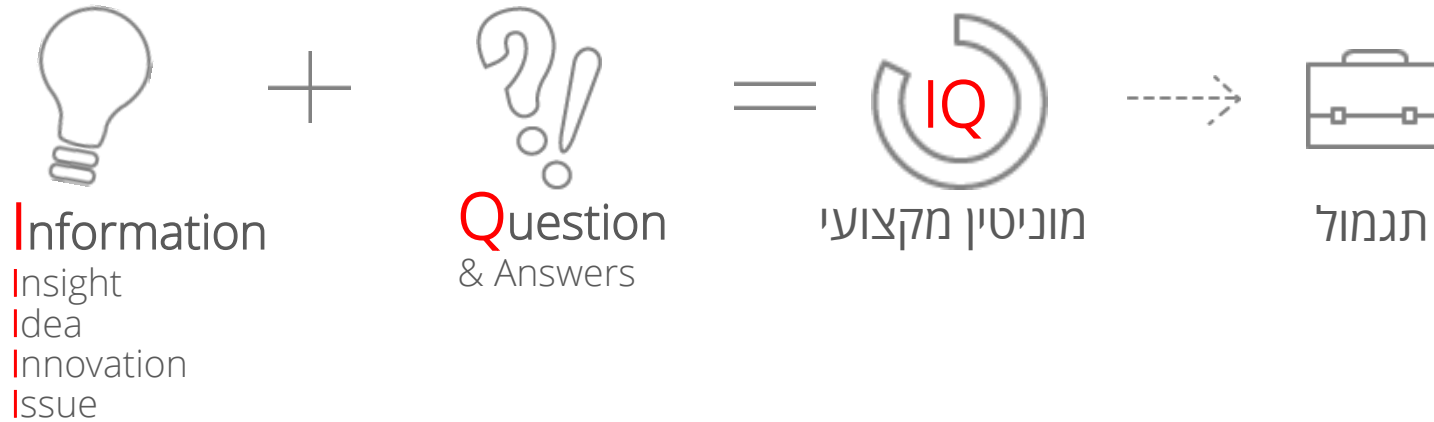 IQ
Information
Insight
Idea
Innovation
Issue
Question
& Answers
מוניטין מקצועי
תגמול